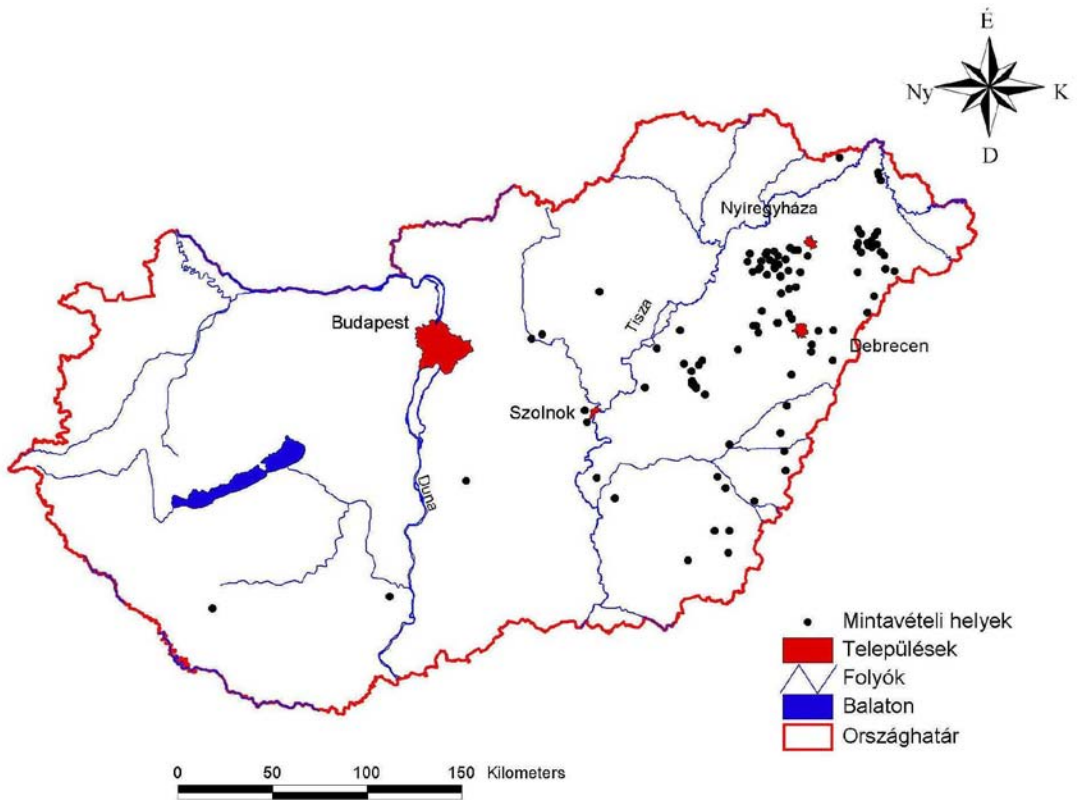 É
Ny
K
D
Nyíregyháza
Tisza
Budapest
Debrecen
Szolnok
Duna
Mintavételi helyek
Települések
Folyók
Balaton
Országhatár
0 50 100 150 Kilometers